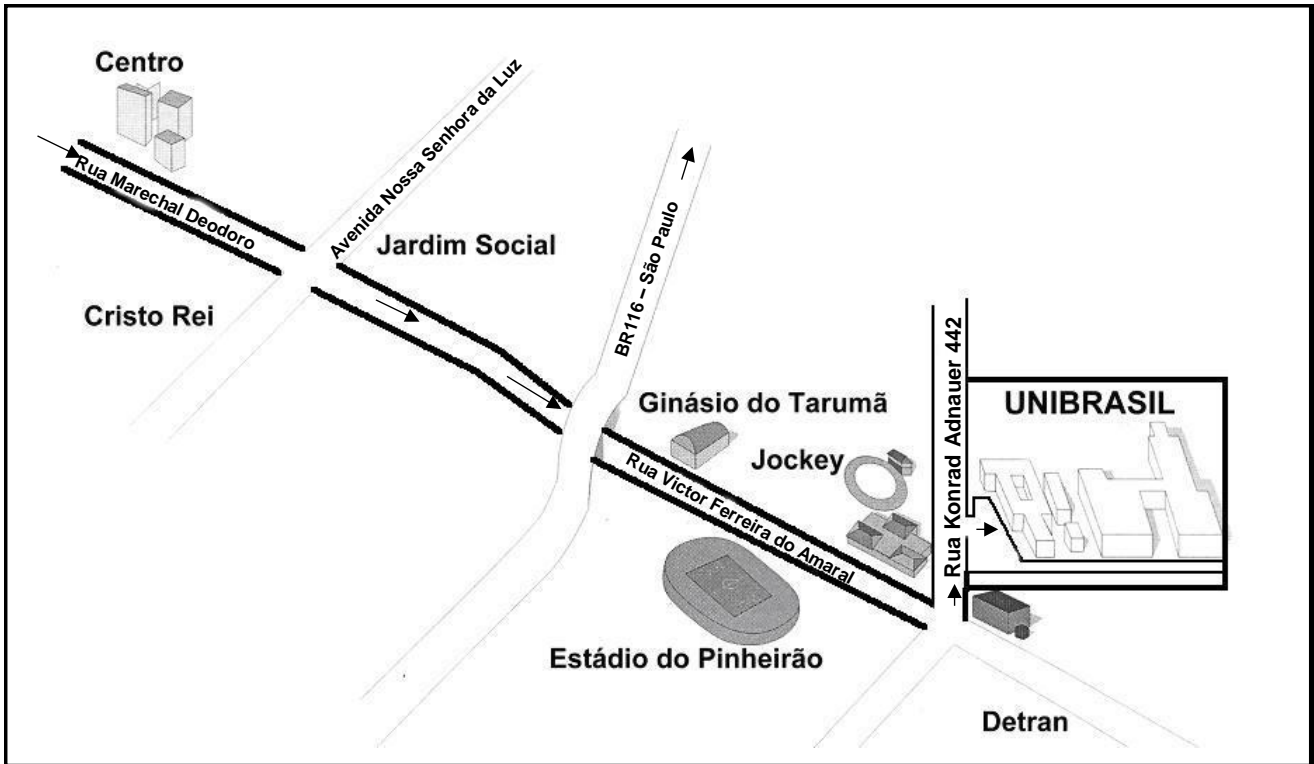 Centro
Rua Marechal Deodoro
Avenida Nossa Senhora da Luz
Jardim Social
Cristo Rei
BR116 – São Paulo
Ginásio do Tarumã
Jockey
Rua Victor Ferreira do Amaral
Rua Konrad Adnauer 442
UNIBRASIL
Estádio do Pinheirão
Detran